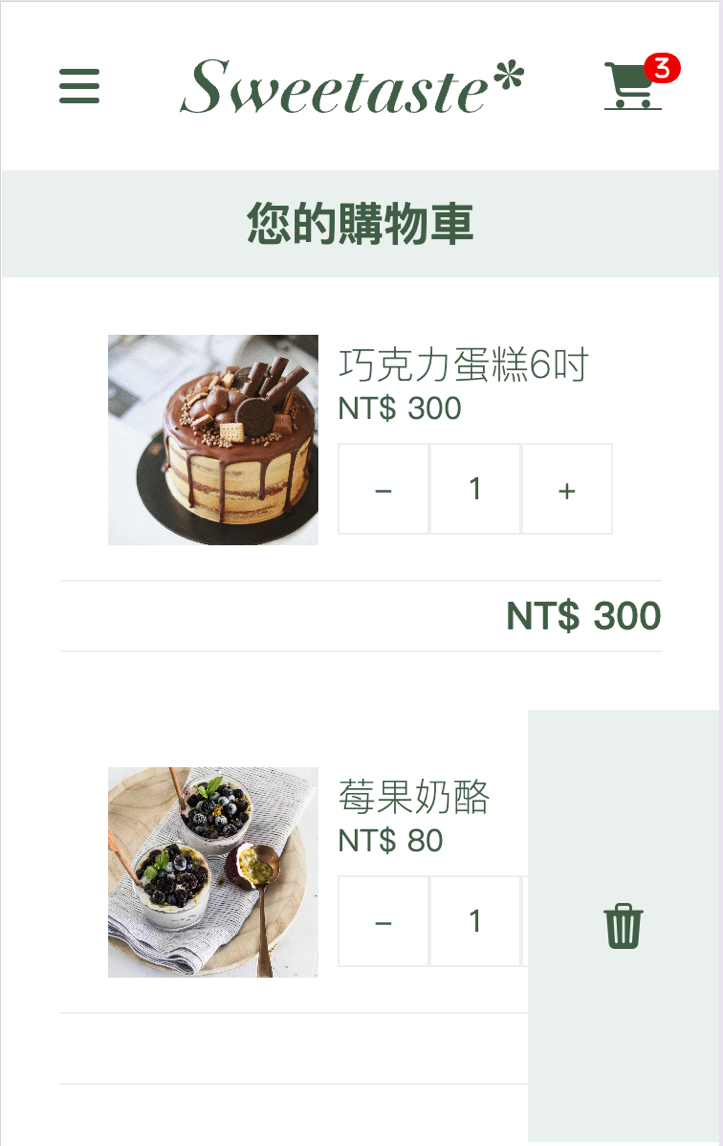 Sweetaste*
3
您的購物車
巧克力蛋糕6吋
NT$ 300
– 1 +
NT$ 300
莓果奶酪
NT$ 80
– 1